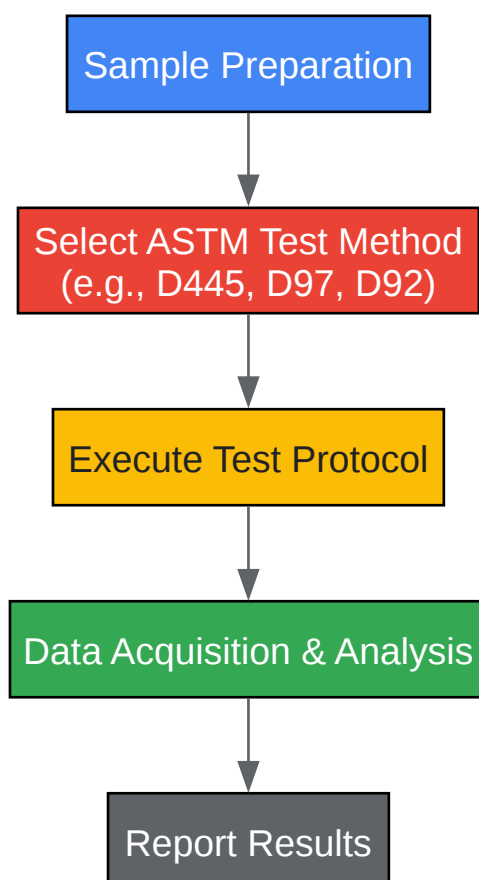 Sample Preparation
Select ASTM Test Method
(e.g., D445, D97, D92)
Execute Test Protocol
Data Acquisition & Analysis
Report Results